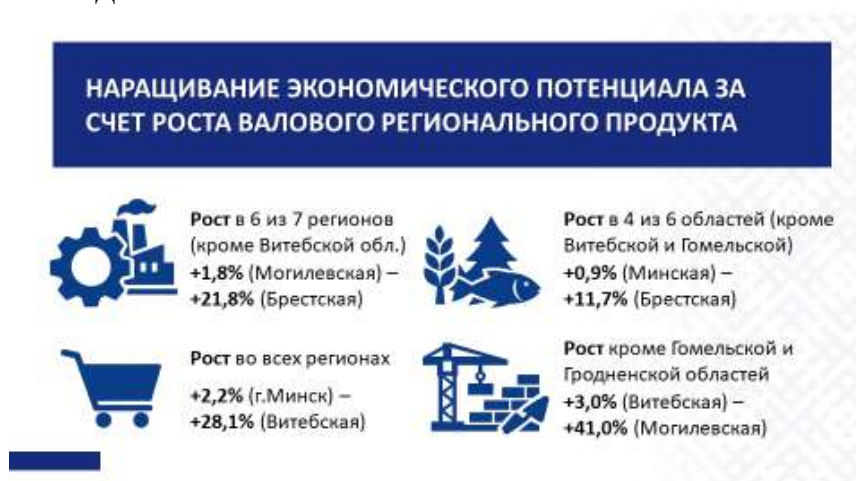 НАРАЩИВАНИЕ ЭКОНОМИЧЕСКОГО ПОТЕНЦИАЛА ЗА
СЧЕТ РОСТА ВАЛОВОГО РЕГИОНАЛЬНОГО ПРОДУКТА
Рост в 6 из 7 регионов
(кроме Витебской обл.)
+1,8% (Могилевская) –
+21,8% (Брестская)
Рост в 4 из 6 областей (кроме
Витебской и Гомельской)
+0,9% (Минская) –
+11,7% (Брестская)
Рост во всех регионах
+2,2% (г.Минск) –
+28,1% (Витебская)
Рост кроме Гомельской и
Гродненской областей
+3,0% (Витебская) –
+41,0% (Могилевская)